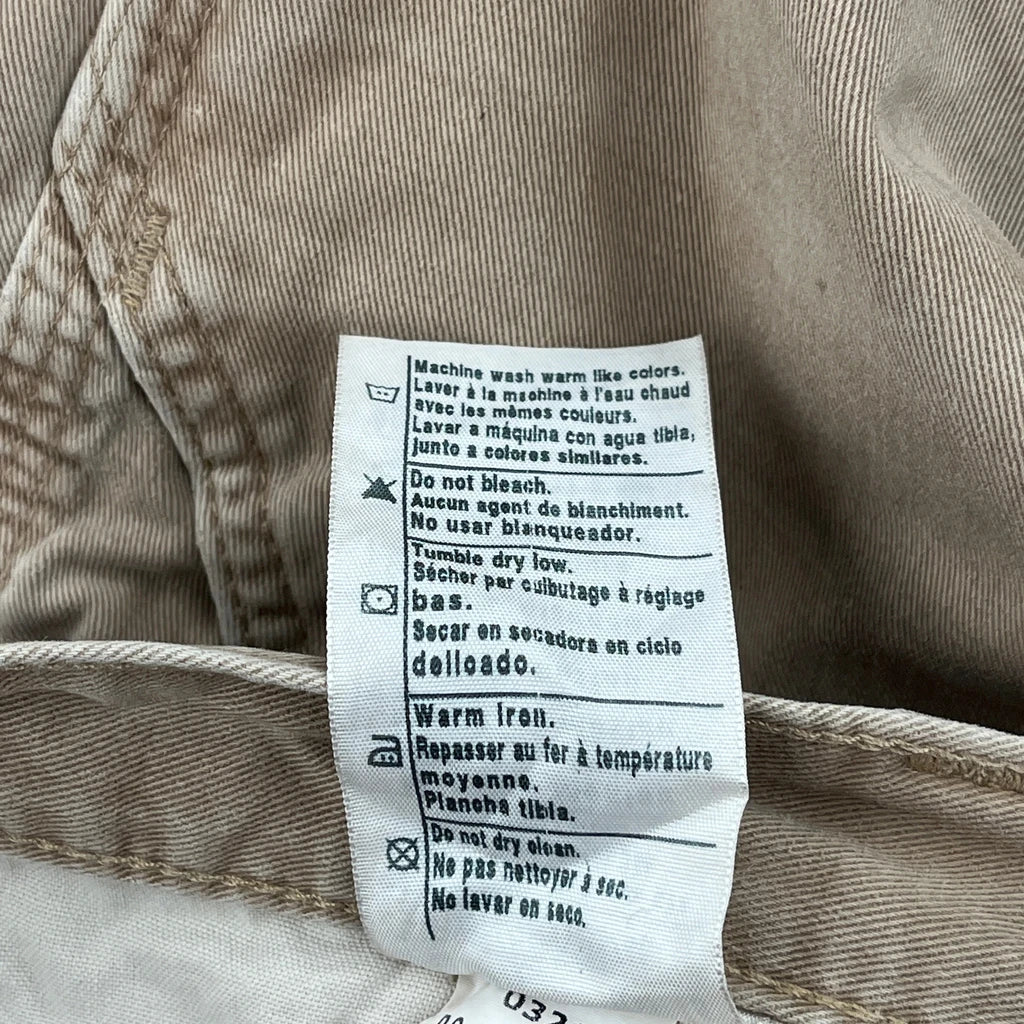 Machine wash warm like colors.
Laver à la machine à l'eau chaud
avec les mêmes couleurs.
Lavar a máquina con agua tibia,
junto a colores similares.
Do not bleach.
Aucun agent de blanchiment.
No usar blanqueador.
Tumble dry low.
Sécher par culbutage à réglage
bas.
Secar en secadora en ciclo
delicado.
Warm iron.
Repasser au fer à température
moyenne.
Plancha tibia.
Do not dry clean.
Ne pas nettoyer à sec.
No lavar en seco.
032